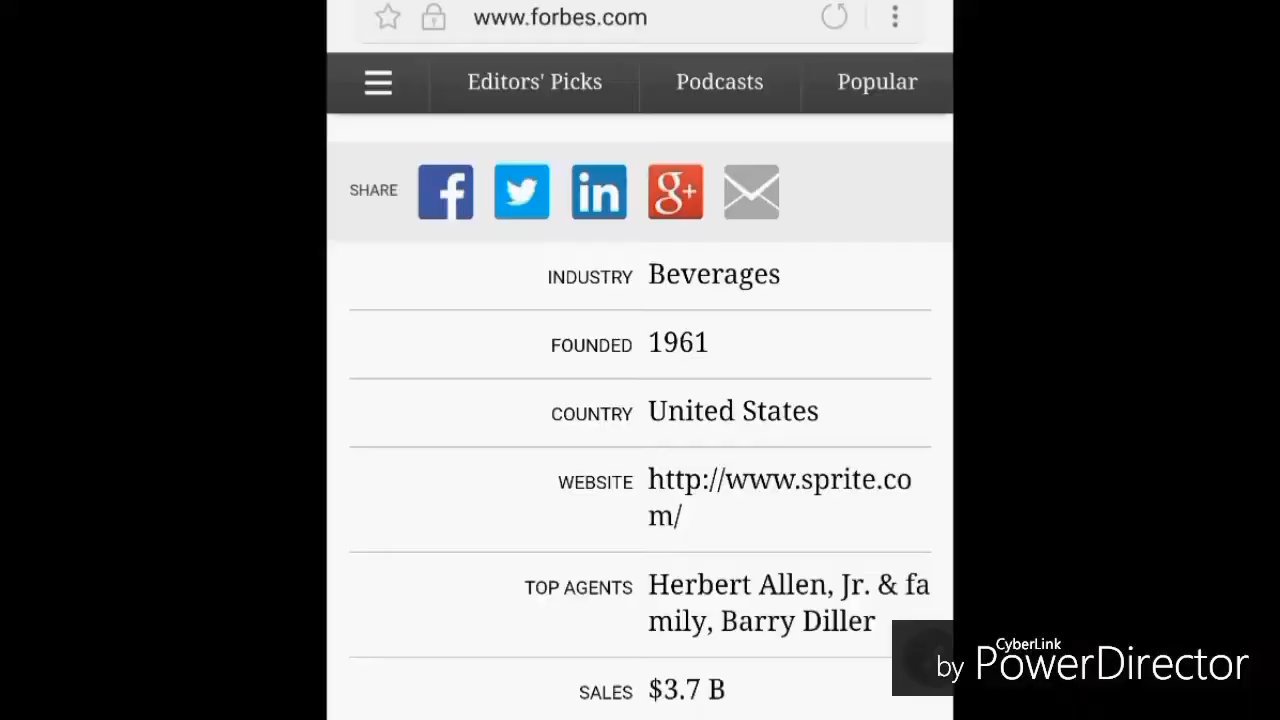 www.forbes.com
Editors' Picks Podcasts Popular
SHARE f in g+
INDUSTRY Beverages
FOUNDED 1961
COUNTRY United States
WEBSITE http://www.sprite.co
m/
TOP AGENTS Herbert Allen, Jr. & fa
mily, Barry Diller
SALES $3.7 B
CyberLink
by PowerDirector